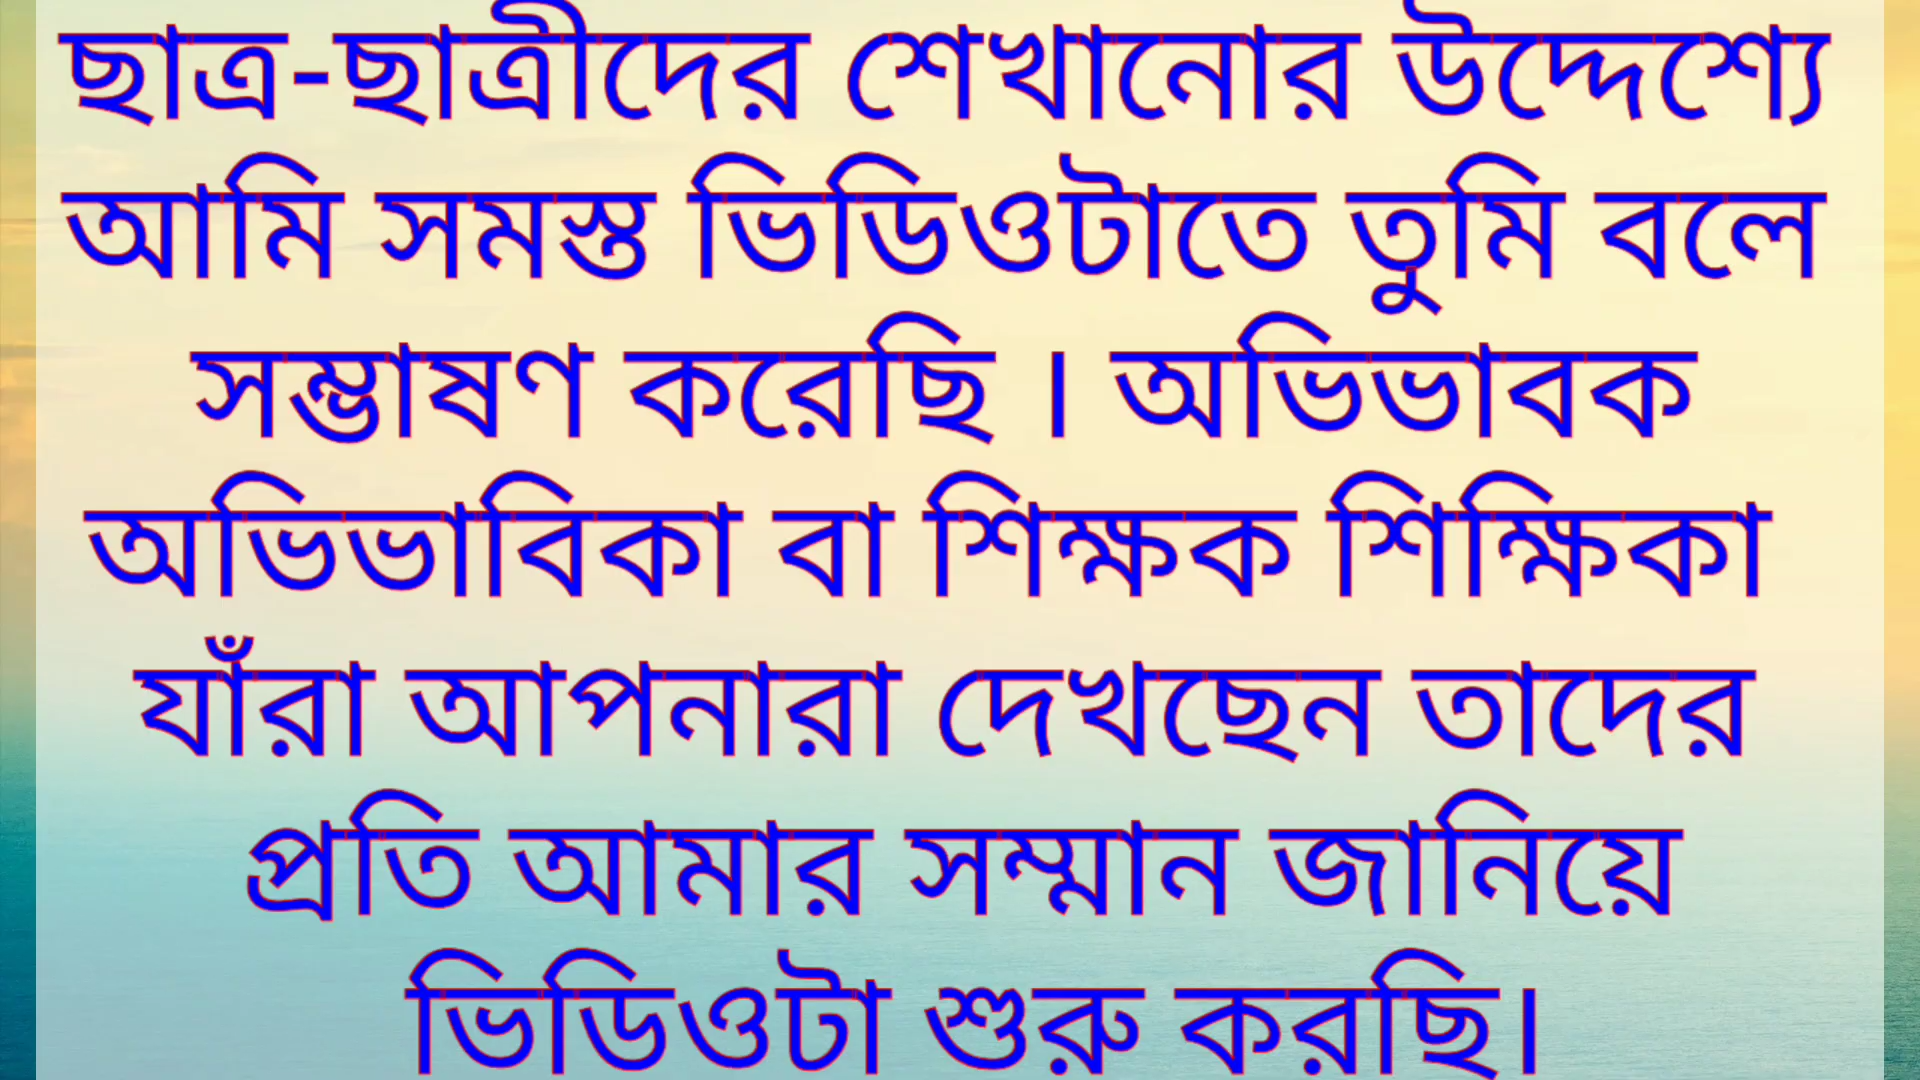 ছাত্র-ছাত্রীদের শেখানোর উদ্দেশ্যে
আমি সমস্ত ভিডিওটাতে তুমি বলে
সম্ভাষণ করেছি । অভিভাবক
অভিভাবিকা বা শিক্ষক শিক্ষিকা
যাঁরা আপনারা দেখছেন তাদের
প্রতি আমার সম্মান জানিয়ে
ভিডিওটা শুরু করছি।